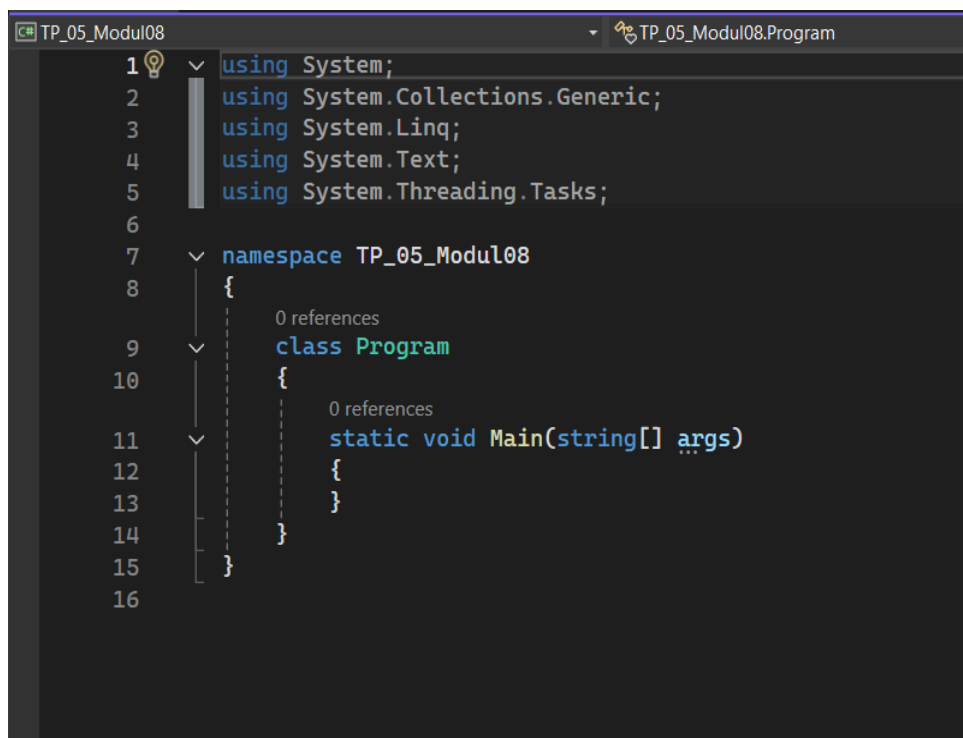 C# TP_05_Modul08 TP_05_Modul08.Program
1 using System;
2 using System.Collections.Generic;
3 using System.Linq;
4 using System.Text;
5 using System.Threading.Tasks;
6
7 namespace TP_05_Modul08
8 {
0 references
9 class Program
10 {
0 references
11 static void Main(string[] args)
12 {
13 }
14 }
15 }
16